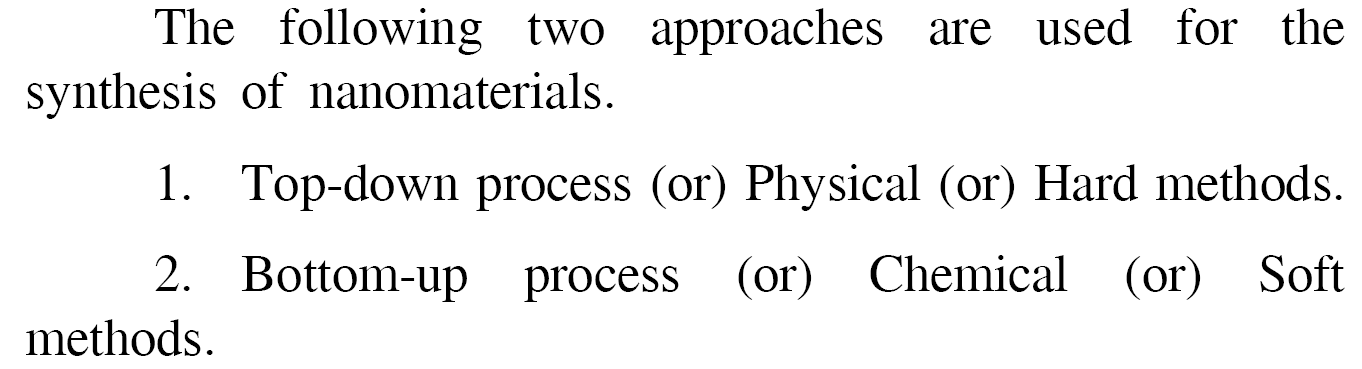 The following two approaches are used for the
synthesis of nanomaterials.
1. Top-down process (or) Physical (or) Hard methods.
2. Bottom-up process (or) Chemical (or) Soft
methods.